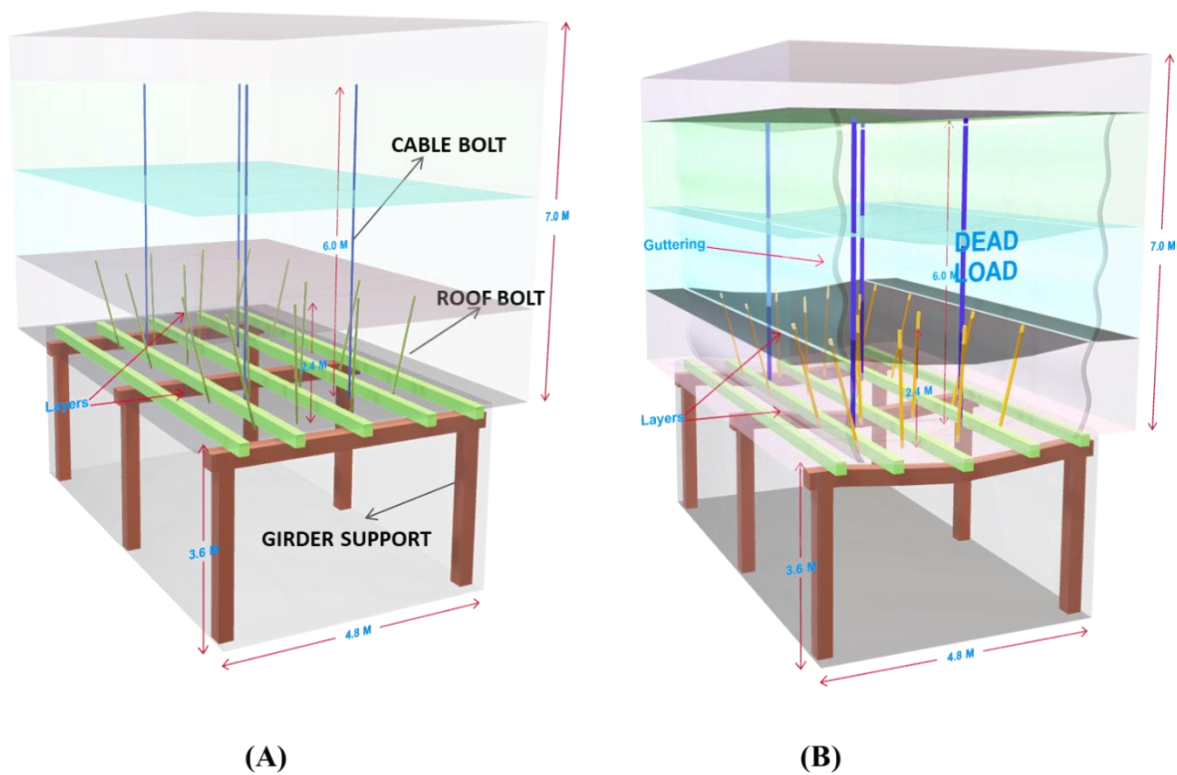 CABLE BOLT
7.0 M
6.0 M
ROOF BOLT
2.4 M
Layers
GIRDER SUPPORT
3.6 M
4.8 M
(A)
Guttering
DEAD
LOAD
7.0 M
6.0 M
2.4 M
Layers
3.6 M
4.8 M
(B)